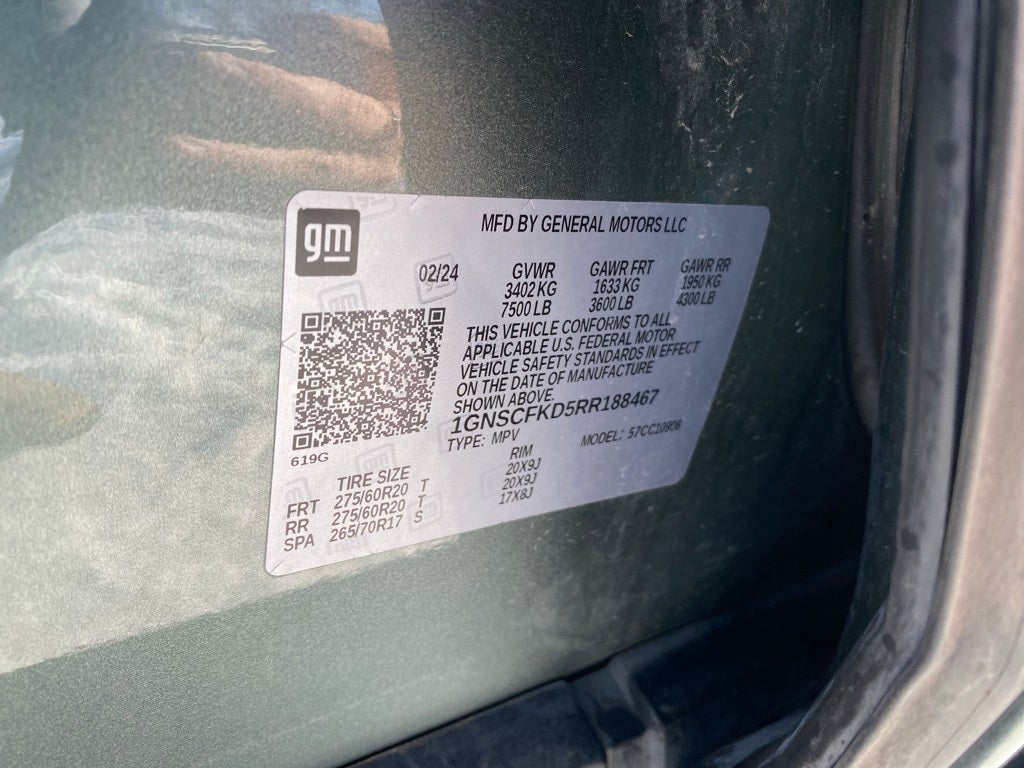 gm
MFD BY GENERAL MOTORS LLC
02/24 GVWR GAWR FRT GAWR RR
3402 KG 1633 KG 1950 KG
7500 LB 3600 LB 4300 LB
THIS VEHICLE CONFORMS TO ALL
APPLICABLE U.S. FEDERAL MOTOR
VEHICLE SAFETY STANDARDS IN EFFECT
ON THE DATE OF MANUFACTURE
SHOWN ABOVE.
1GNSCFKD5RR188467
TYPE: MPV MODEL: 57CC10906
619G
TIRE SIZE RIM
FRT 275/60R20 T 20X9J
RR 275/60R20 T 20X9J
SPA 265/70R17 S 17X8J